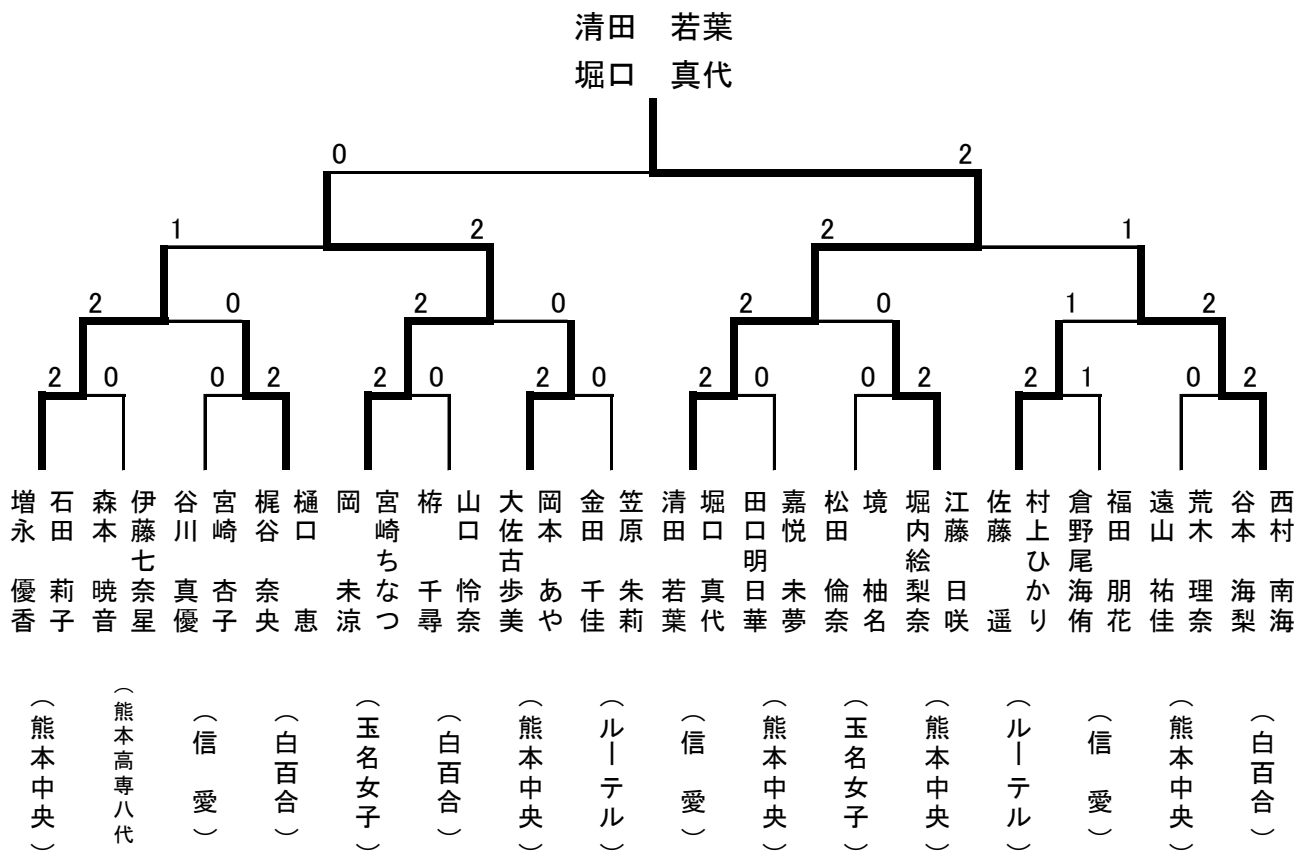 清田　若葉
堀口　真代
0 2
1 2 2 1
2 0 2 0 2 0 1 2
2 0 0 2 2 0 2 0 2 0 0 2 2 1 0 2
増永　優香
石田　莉子
森本　暁音
伊藤七奈星
谷川　真優
宮崎　杏子
梶谷　奈央
樋口　恵
岡　未涼
宮崎ちなつ
栫　千尋
山口　怜奈
大佐古歩美
岡本　あや
金田　千佳
笠原　朱莉
清田　若葉
堀口　真代
田口明日華
嘉悦　未夢
松田　倫奈
境　柚名
堀内絵梨奈
江藤　日咲
佐藤　遥
村上ひかり
倉野尾海侑
福田　朋花
遠山　祐佳
荒木　理奈
谷本　海梨
西村　南海
（熊本中央）
（熊本高専八代
（信　愛）
（白百合）
（玉名女子）
（白百合）
（熊本中央）
（ルーテル）
（信　愛）
（熊本中央）
（玉名女子）
（熊本中央）
（ルーテル）
（信　愛）
（熊本中央）
（白百合）